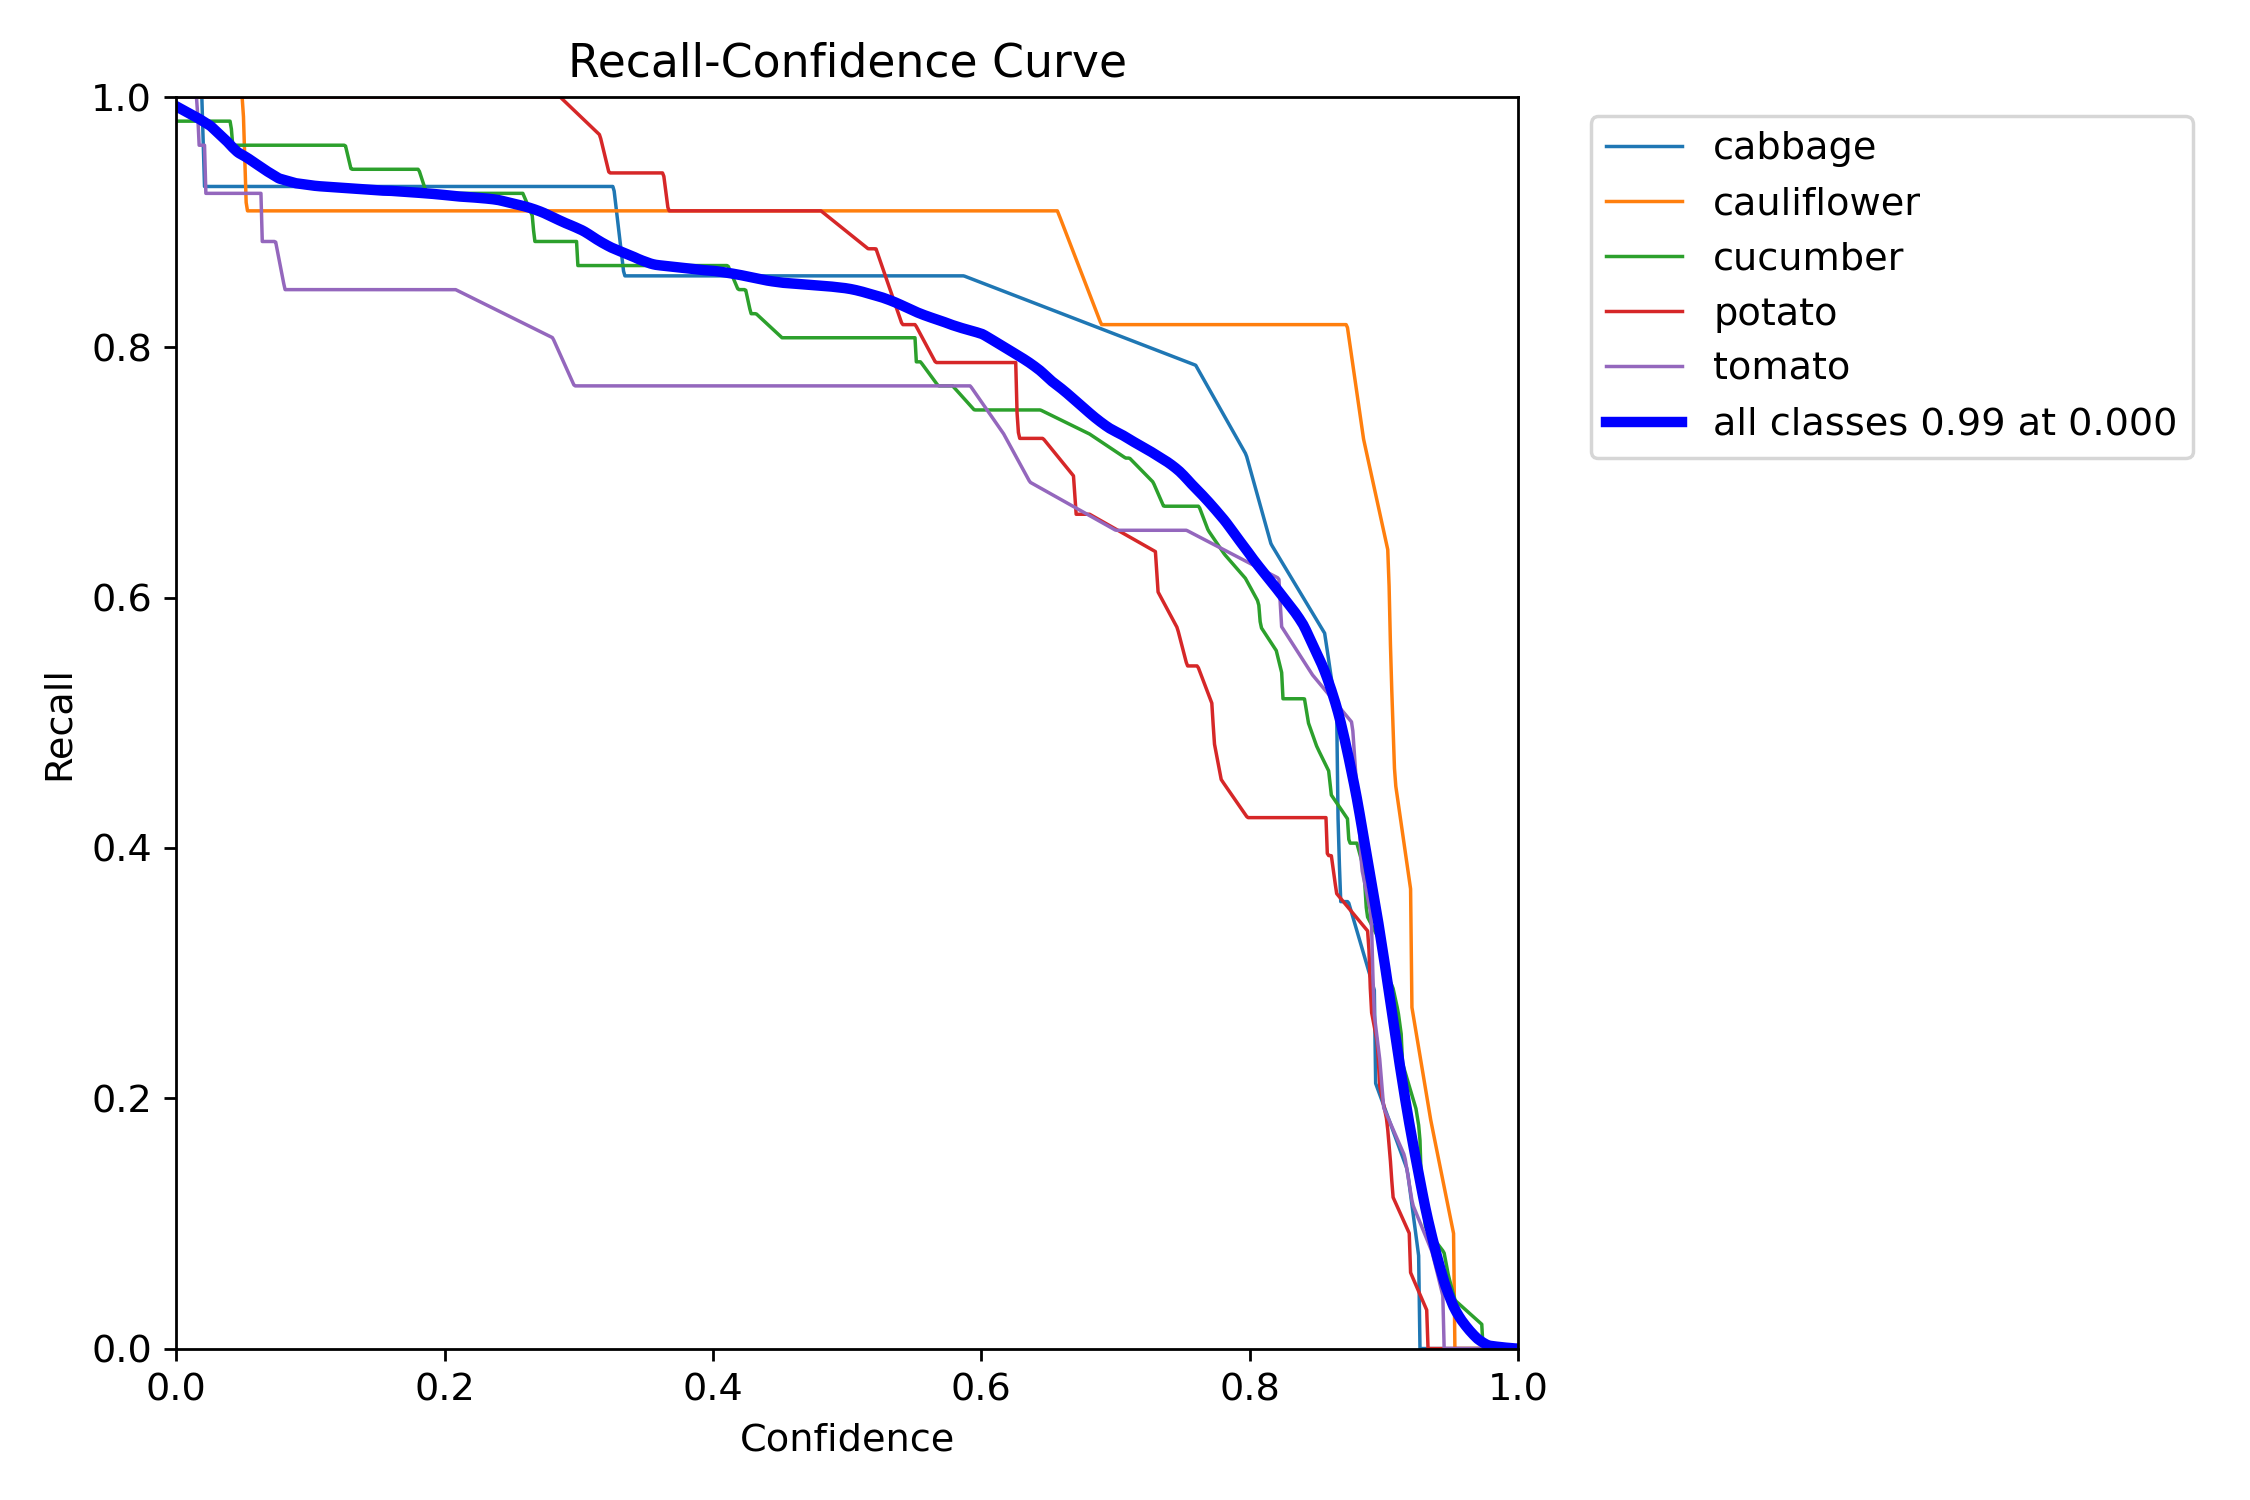 Recall-Confidence Curve
1.0
0.8
0.6
0.4
0.2
0.0
Recall
0.0 0.2 0.4 0.6 0.8 1.0
Confidence
cabbage
cauliflower
cucumber
potato
tomato
all classes 0.99 at 0.000